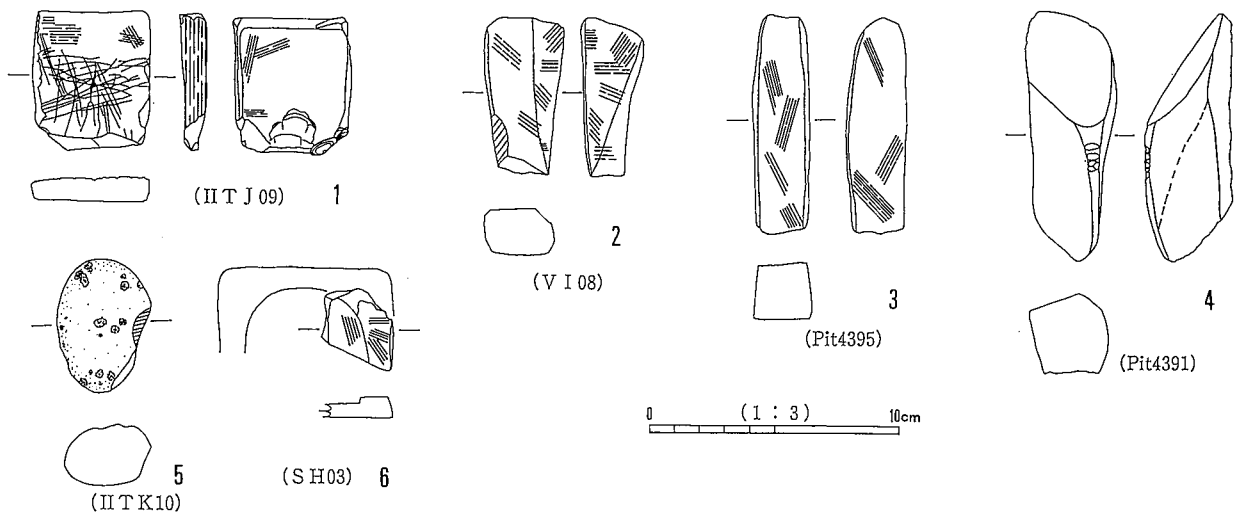 (ⅡTJ09) 1
2
(VI08)
3
(Pit4395)
4
(Pit4391)
5
(ⅡTK10)
(SH03) 6
0 (1：3) 10cm